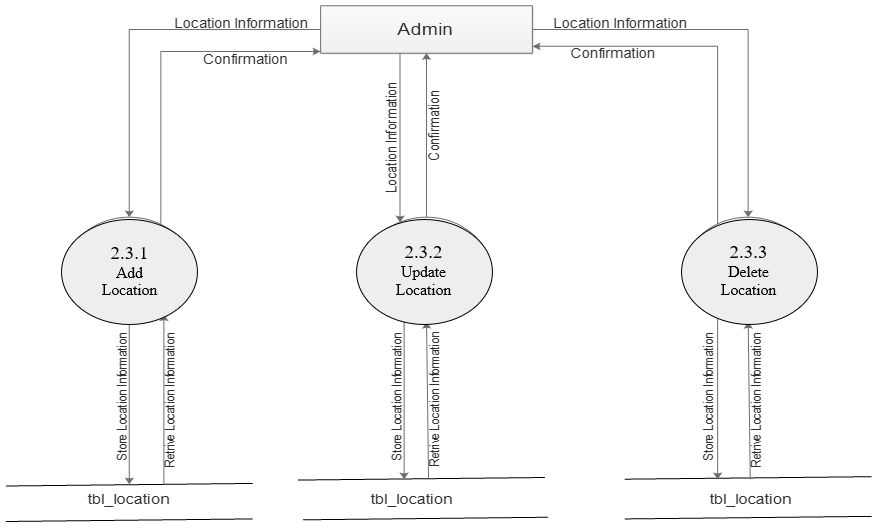 Location Information
Admin
Location Information
Confirmation
Confirmation
Location Information
Confirmation
2.3.1
Add
Location
2.3.2
Update
Location
2.3.3
Delete
Location
Store Location Information
Retrive Location Information
Store Location Information
Retrive Location Information
Store Location Information
Retrive Location Information
tbl_location
tbl_location
tbl_location